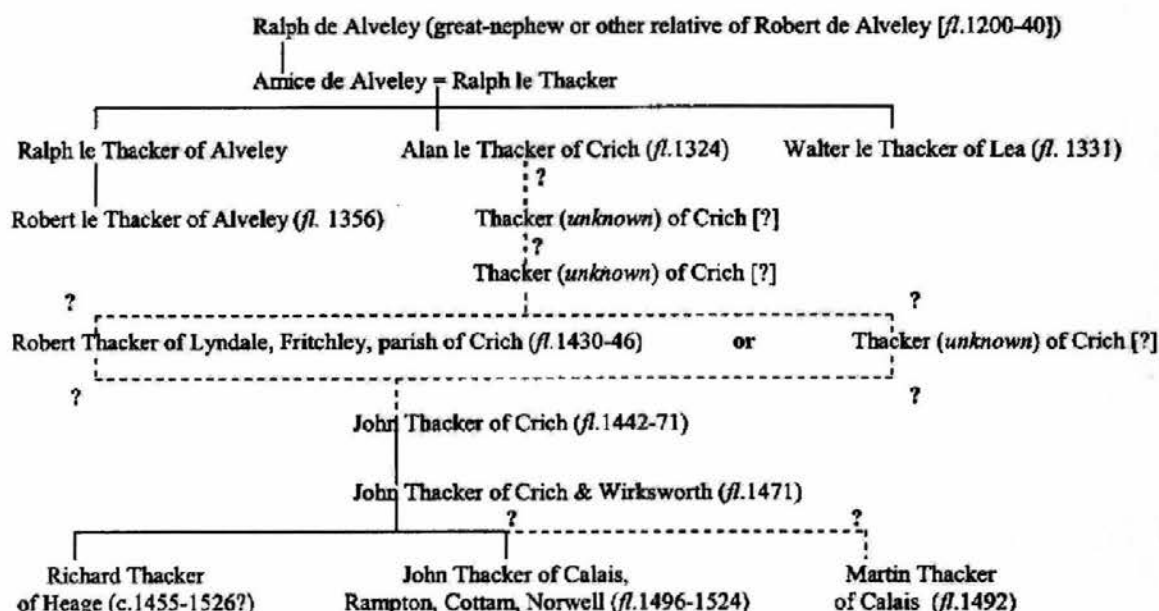 Ralph de Alveley (great-nephew or other relative of Robert de Alveley [fl.1200-40])
Amice de Alveley = Ralph le Thacker
Ralph le Thacker of Alveley Alan le Thacker of Crich (fl.1324) Walter le Thacker of Lea (fl. 1331)
?
Robert le Thacker of Alveley (fl. 1356) Thacker (unknown) of Crich [?]
?
Thacker (unknown) of Crich [?]
? ?
Robert Thacker of Lyndale, Fritchley, parish of Crich (fl.1430-46) or Thacker (unknown) of Crich [?]
? ?
John Thacker of Crich (fl.1442-71)
John Thacker of Crich & Wirksworth (fl.1471)
? ?
Richard Thacker John Thacker of Calais, Martin Thacker
of Heage (c.1455-1526?) Rampton, Cottam, Norwell (fl.1496-1524) of Calais (fl.1492)